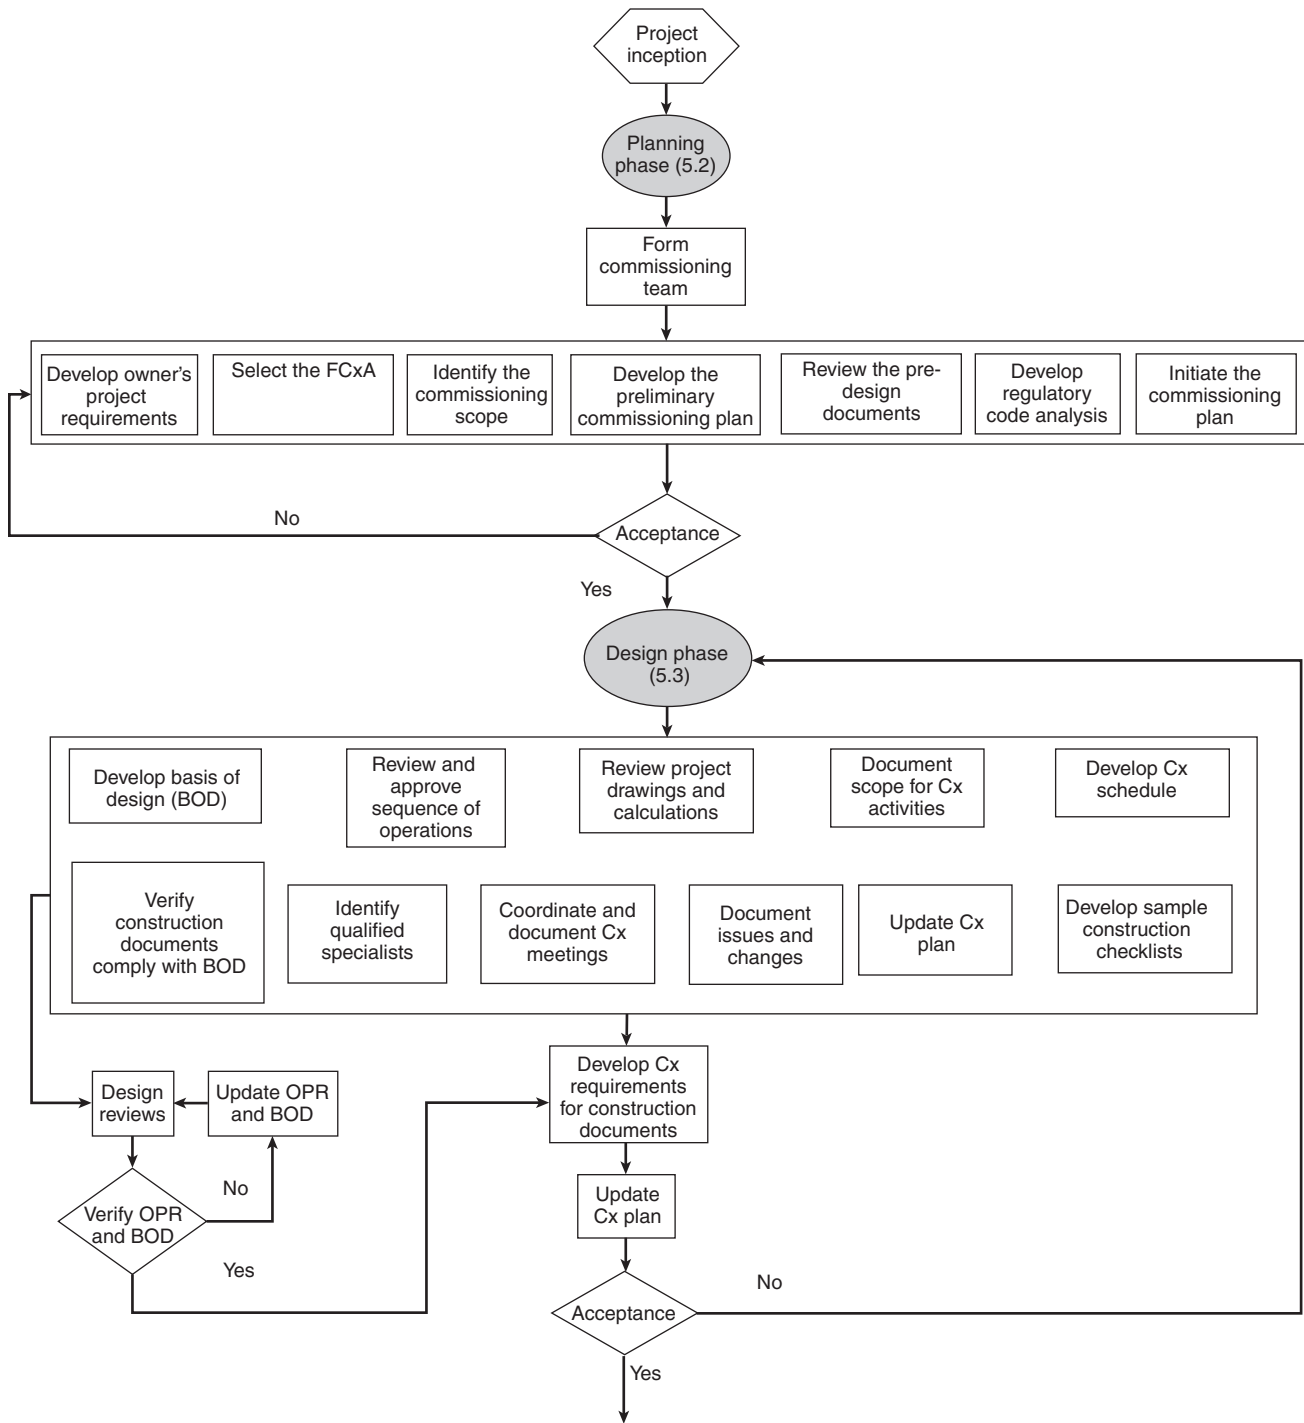 Project
inception
Planning
phase (5.2)
Form
commissioning
team
Develop owner's
project
requirements
Select the FCxA
Identify the
commissioning
scope
Develop the
preliminary
commissioning plan
Review the pre-
design
documents
Develop
regulatory
code analysis
Initiate the
commissioning
plan
No
Acceptance
Yes
Design phase
(5.3)
Develop basis of
design (BOD)
Review and
approve
sequence of
operations
Review project
drawings and
calculations
Document
scope for Cx
activities
Develop Cx
schedule
Verify
construction
documents
comply with BOD
Identify
qualified
specialists
Coordinate and
document Cx
meetings
Document
issues and
changes
Update Cx
plan
Develop sample
construction
checklists
Design
reviews
Update OPR
and BOD
Develop Cx
requirements
for construction
documents
No
Verify OPR
and BOD
Yes
Update
Cx plan
No
Acceptance
Yes